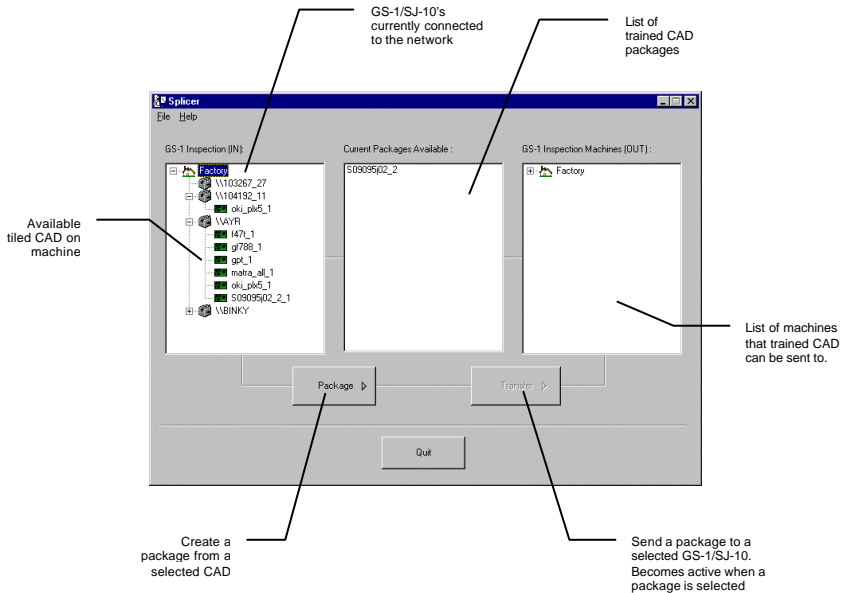 GS-1/SJ-10's
currently connected
to the network
List of
trained CAD
packages
Splicer
File Help
GS-1 Inspection (IN):
Current Packages Available :
GS-1 Inspection Machines (OUT) :
Factory
\\103267_27
\\104192_11
oki_plx5_1
\\AYR
f47t_1
gf788_1
gpt_1
matra_all_1
oki_plx5_1
S09095j02_2_1
\\BINKY
S09095j02_2
Factory
Available
tiled CAD on
machine
List of machines
that trained CAD
can be sent to.
Package
Transfer
Quit
Create a
package from a
selected CAD
Send a package to a
selected GS-1/SJ-10.
Becomes active when a
package is selected